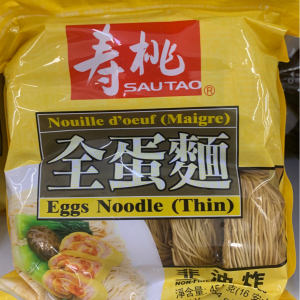 寿桃
SAUTAO®
Nouille d'oeuf (Maigre)
全蛋麵
Eggs Noodle (Thin)
非油炸